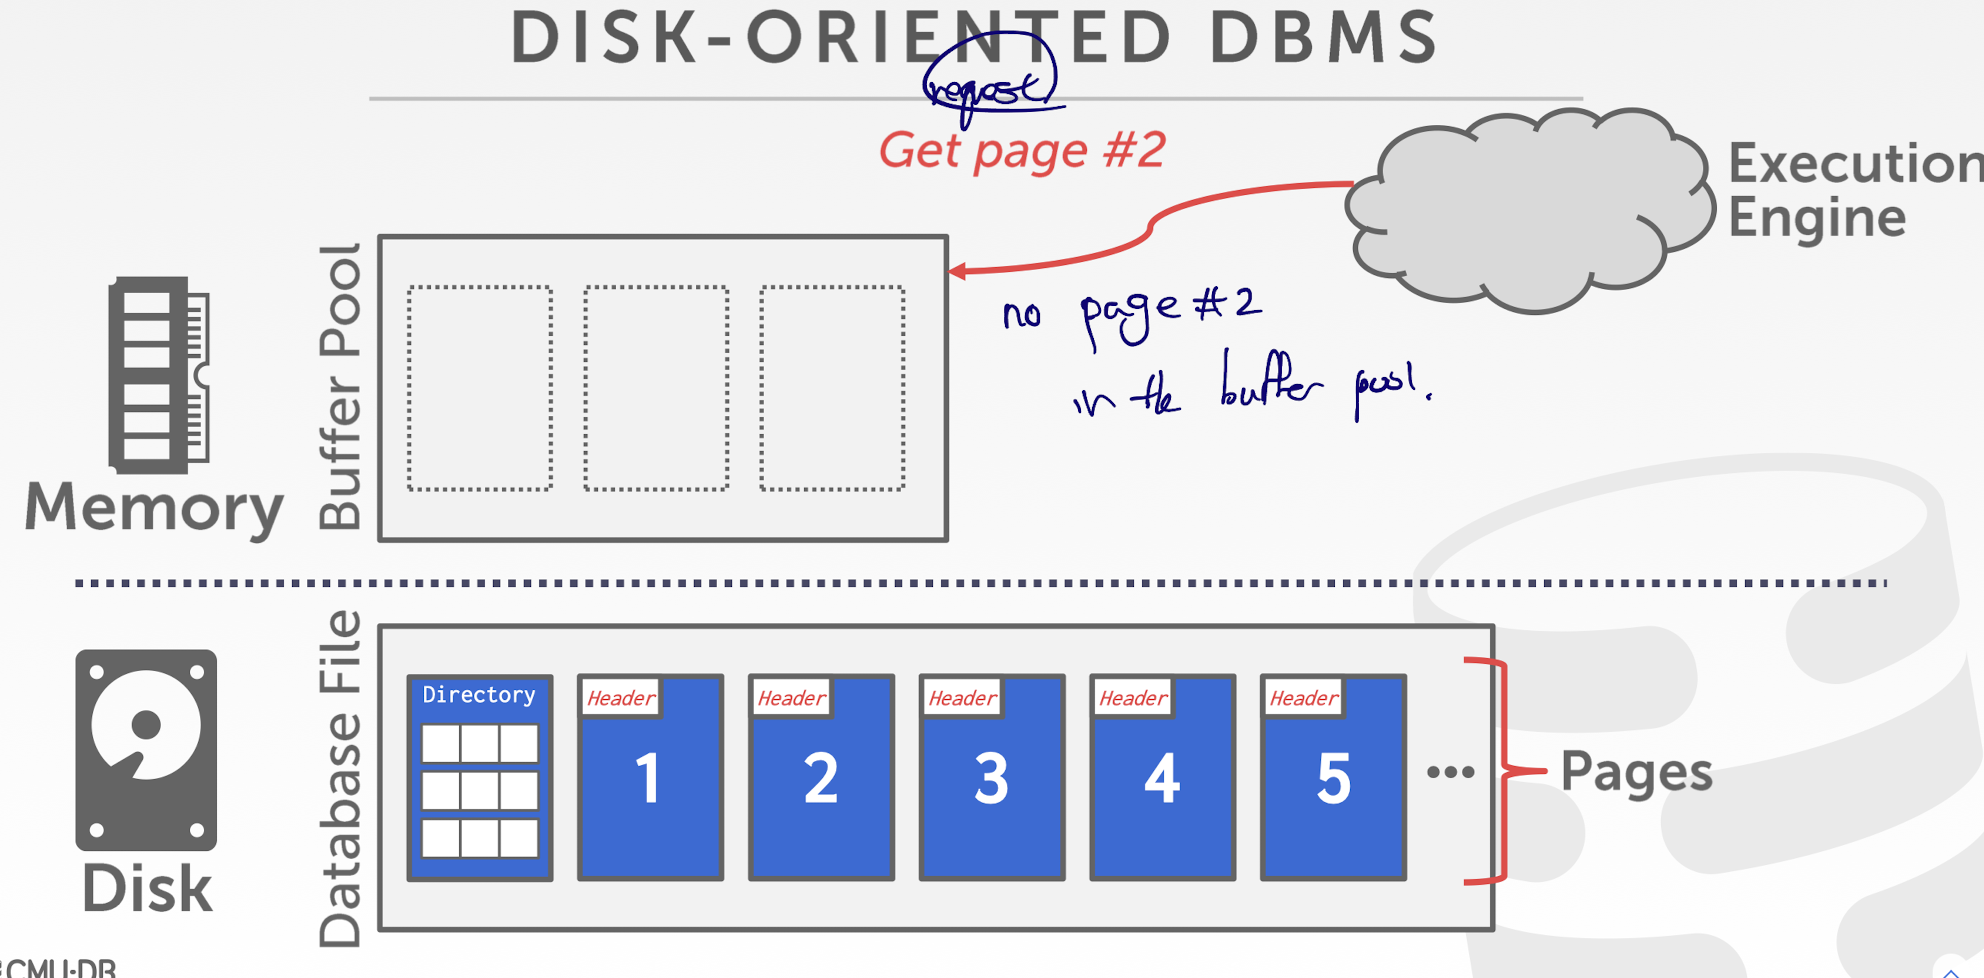 DISK-ORIENTED DBMS
request
Get page #2
Execution
Engine
Buffer Pool
no page #2
in the buffer pool.
Memory
Database File
Directory
Header
1
Header
2
Header
3
Header
4
Header
5
...
Pages
Disk
CMU·DB